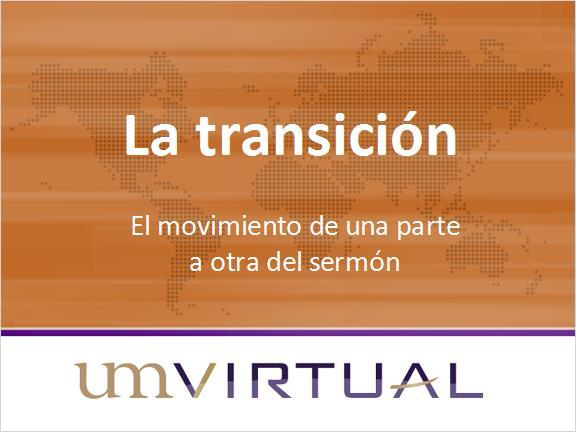 La transición
El movimiento de una parte
a otra del sermón
umVIRTUAL